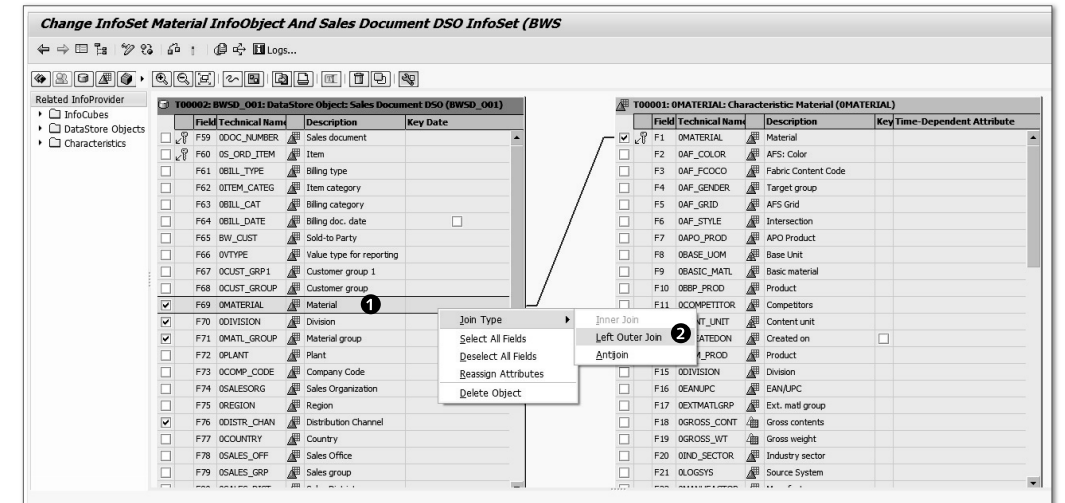 Change InfoSet Material InfoObject And Sales Document DSO InfoSet (BWS
Logs...
Related InfoProvider
InfoCubes
DataStore Objects
Characteristics
T00002: BWSD_O01: DataStore Object: Sales Document DSO (BWSD_O01)
Field Technical Name Description Key Date
F59 0DOC_NUMBER Sales document
F60 0S_ORD_ITEM Item
F61 0BILL_TYPE Billing type
F62 0ITEM_CATEG Item category
F63 0BILL_CAT Billing category
F64 0BILL_DATE Billing doc. date
F65 BW_CUST Sold-to Party
F66 0VTYPE Value type for reporting
F67 0CUST_GRP1 Customer group 1
F68 0CUST_GROUP Customer group
F69 0MATERIAL Material 1
F70 0DIVISION Division
F71 0MATL_GROUP Material group
F72 0PLANT Plant
F73 0COMP_CODE Company Code
F74 0SALESORG Sales Organization
F75 0REGION Region
F76 0DISTR_CHAN Distribution Channel
F77 0COUNTRY Country
F78 0SALES_OFF Sales Office
F79 0SALES_GRP Sales group
Join Type
Select All Fields
Deselect All Fields
Reassign Attributes
Delete Object
Inner Join
Left Outer Join 2
Antijoin
T00001: 0MATERIAL: Characteristic: Material (0MATERIAL)
Field Technical Name Description Key Time-Dependent Attribute
F1 0MATERIAL Material
F2 0AF_COLOR AFS: Color
F3 0AF_FCOCO Fabric Content Code
F4 0AF_GENDER Target group
F5 0AF_GRID AFS Grid
F6 0AF_STYLE Intersection
F7 0APO_PROD APO Product
F8 0BASE_UOM Base Unit
F9 0BASIC_MATL Basic material
F10 0BBP_PROD Product
F11 0COMPETITOR Competitors
NT_UNIT Content unit
EATEDON Created on
M_PROD Product
F15 0DIVISION Division
F16 0EANUPC EAN/UPC
F17 0EXTMATLGRP Ext. matl group
F18 0GROSS_CONT Gross contents
F19 0GROSS_WT Gross weight
F20 0IND_SECTOR Industry sector
F21 0LOGSYS Source System